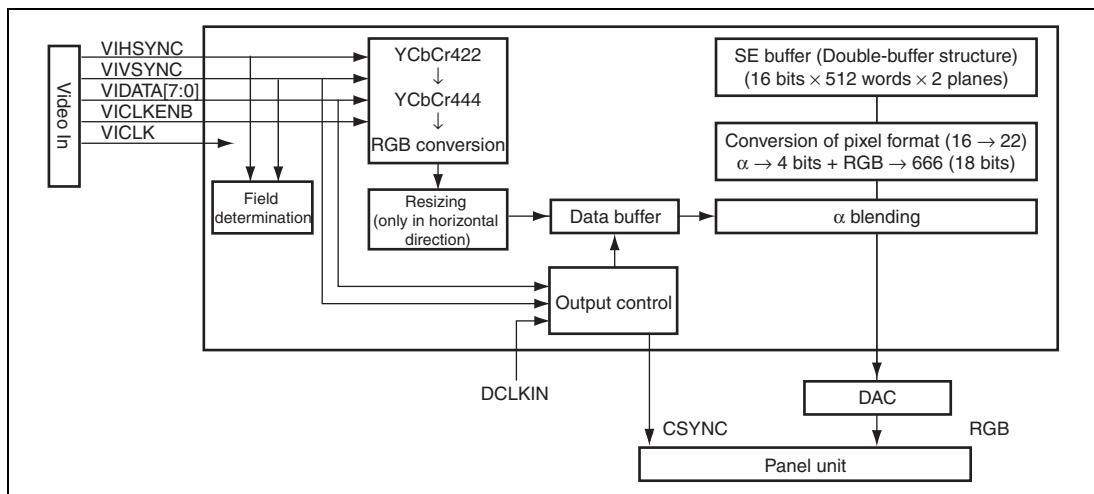 Video In
VIHSYNC
VIVSYNC
VIDATA[7:0]
VICLKENB
VICLK
YCbCr422
↓
YCbCr444
↓
RGB conversion
SE buffer (Double-buffer structure)
(16 bits × 512 words × 2 planes)
Conversion of pixel format (16 → 22)
α → 4 bits + RGB → 666 (18 bits)
Field
determination
Resizing
(only in horizontal
direction)
Data buffer
α blending
Output control
DCLKIN
DAC
CSYNC
RGB
Panel unit